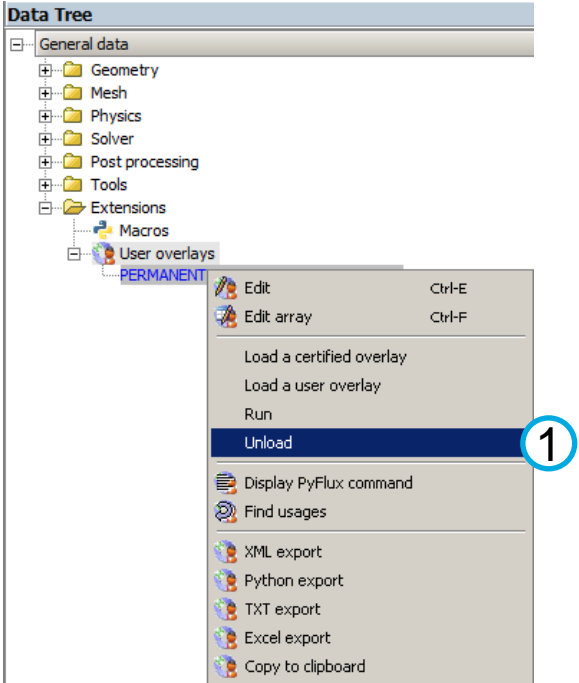 Data Tree
General data
Geometry
Mesh
Physics
Solver
Post processing
Tools
Extensions
Macros
User overlays
PERMANENT
Edit Ctrl-E
Edit array Ctrl-F
Load a certified overlay
Load a user overlay
Run
Unload
1
Display PyFlux command
Find usages
XML export
Python export
TXT export
Excel export
Copy to clipboard